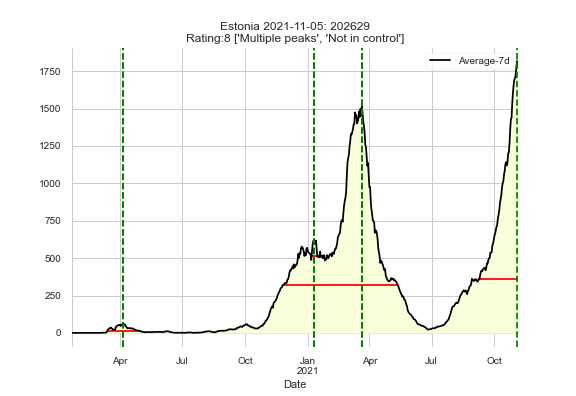 Estonia 2021-11-05: 202629
Rating:8 ['Multiple peaks', 'Not in control']
Average-7d
1750
1500
1250
1000
750
500
250
0
Apr Jul Oct Jan Apr Jul Oct
2021
Date